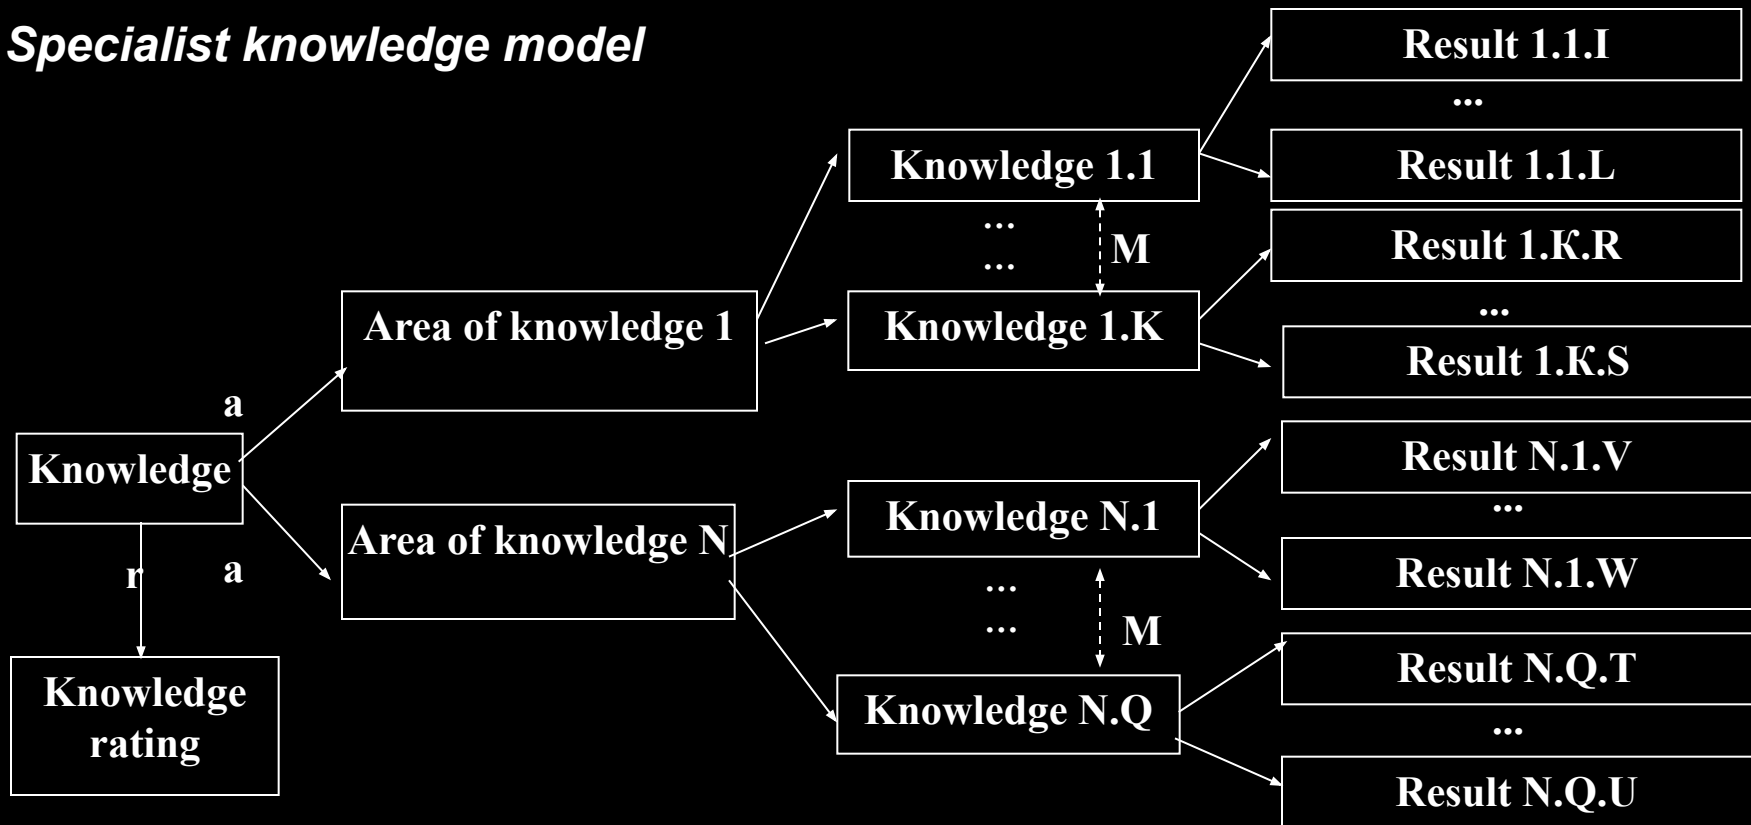 Specialist knowledge model
Result 1.1.I
...
Knowledge 1.1
Result 1.1.L
...
...
M
Result 1.К.R
Area of knowledge 1
Knowledge 1.K
...
Result 1.К.S
a
Knowledge
Result N.1.V
...
Area of knowledge N
Knowledge N.1
r
a
...
...
M
Result N.1.W
Knowledge
rating
Knowledge N.Q
Result N.Q.T
...
Result N.Q.U